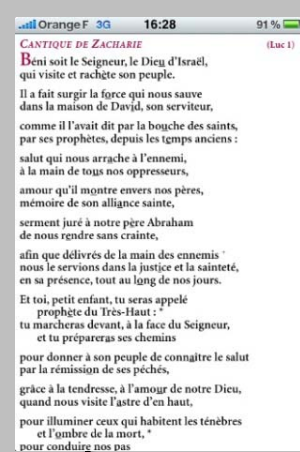 Orange F 3G 16:28 91 %
CANTIQUE DE ZACHARIE (Luc 1)
Béni soit le Seigneur, le Dieu d'Israël,
qui visite et rachète son peuple.
Il a fait surgir la force qui nous sauve
dans la maison de David, son serviteur,
comme il l'avait dit par la bouche des saints,
par ses prophètes, depuis les temps anciens :
salut qui nous arrache à l'ennemi,
à la main de tous nos oppresseurs,
amour qu'il montre envers nos pères,
mémoire de son alliance sainte,
serment juré à notre père Abraham
de nous rendre sans crainte,
afin que délivrés de la main des ennemis *
nous le servions dans la justice et la sainteté,
en sa présence, tout au long de nos jours.
Et toi, petit enfant, tu seras appelé
prophète du Très-Haut : *
tu marcheras devant, à la face du Seigneur,
et tu prépareras ses chemins
pour donner à son peuple de connaître le salut
par la rémission de ses péchés,
grâce à la tendresse, à l'amour de notre Dieu,
quand nous visite l'astre d'en haut,
pour illuminer ceux qui habitent les ténèbres
et l'ombre de la mort, *
pour conduire nos pas